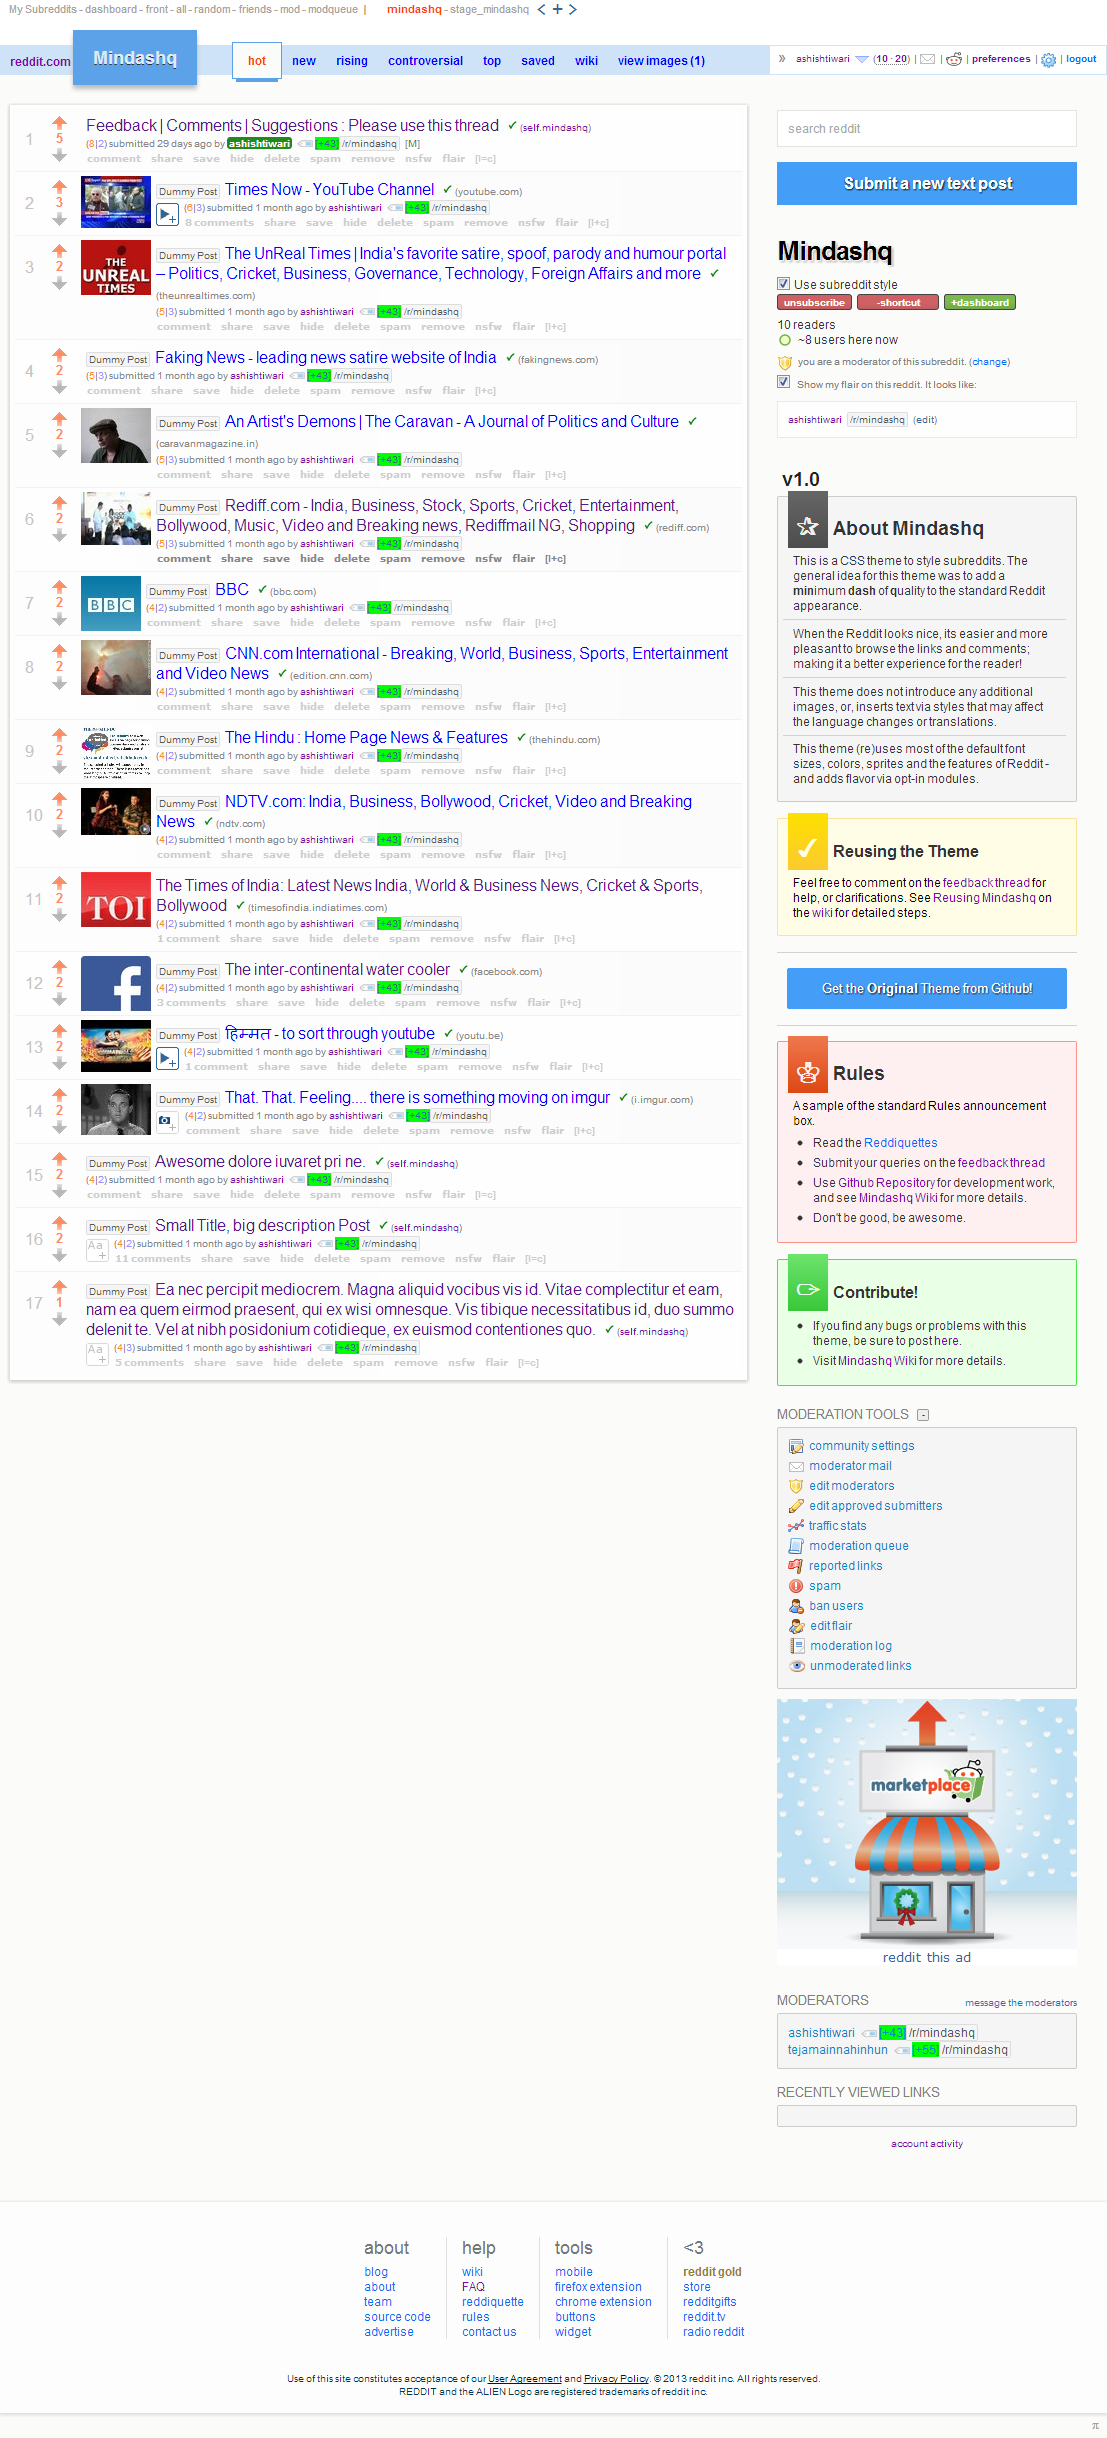 My Subreddits - dashboard - front - all - random - friends - mod - modqueue | mindashq - stage_mindashq < + >
reddit.com Mindashq hot new rising controversial top saved wiki view images (1)
» ashishtiwari (10 · 20) | | | preferences | | logout
1 5 Feedback | Comments | Suggestions : Please use this thread ✔ (self.mindashq)
(8|2) submitted 29 days ago by ashishtiwari [+43] /r/mindashq [M]
comment share save hide delete spam remove nsfw flair [l=c]
2 3 Dummy Post Times Now - YouTube Channel ✔ (youtube.com)
(6|3) submitted 1 month ago by ashishtiwari [+43] /r/mindashq
8 comments share save hide delete spam remove nsfw flair [l+c]
3 2 THE UNREAL TIMES Dummy Post The UnReal Times | India's favorite satire, spoof, parody and humour portal
– Politics, Cricket, Business, Governance, Technology, Foreign Affairs and more ✔
(theunrealtimes.com)
(5|3) submitted 1 month ago by ashishtiwari [+43] /r/mindashq
comment share save hide delete spam remove nsfw flair [l+c]
4 2 Dummy Post Faking News - leading news satire website of India ✔ (fakingnews.com)
(5|3) submitted 1 month ago by ashishtiwari [+43] /r/mindashq
comment share save hide delete spam remove nsfw flair [l+c]
5 2 Dummy Post An Artist's Demons | The Caravan - A Journal of Politics and Culture ✔
(caravanmagazine.in)
(5|3) submitted 1 month ago by ashishtiwari [+43] /r/mindashq
comment share save hide delete spam remove nsfw flair [l+c]
6 2 Dummy Post Rediff.com - India, Business, Stock, Sports, Cricket, Entertainment,
Bollywood, Music, Video and Breaking news, Rediffmail NG, Shopping ✔ (rediff.com)
(5|3) submitted 1 month ago by ashishtiwari [+43] /r/mindashq
comment share save hide delete spam remove nsfw flair [l+c]
7 2 BBC Dummy Post BBC ✔ (bbc.com)
(4|2) submitted 1 month ago by ashishtiwari [+43] /r/mindashq
comment share save hide delete spam remove nsfw flair [l+c]
8 2 Dummy Post CNN.com International - Breaking, World, Business, Sports, Entertainment
and Video News ✔ (edition.cnn.com)
(4|2) submitted 1 month ago by ashishtiwari [+43] /r/mindashq
comment share save hide delete spam remove nsfw flair [l+c]
9 2 Dummy Post The Hindu : Home Page News & Features ✔ (thehindu.com)
(4|2) submitted 1 month ago by ashishtiwari [+43] /r/mindashq
comment share save hide delete spam remove nsfw flair [l+c]
10 2 Dummy Post NDTV.com: India, Business, Bollywood, Cricket, Video and Breaking
News ✔ (ndtv.com)
(4|2) submitted 1 month ago by ashishtiwari [+43] /r/mindashq
comment share save hide delete spam remove nsfw flair [l+c]
11 2 TOI The Times of India: Latest News India, World & Business News, Cricket & Sports,
Bollywood ✔ (timesofindia.indiatimes.com)
(4|2) submitted 1 month ago by ashishtiwari [+43] /r/mindashq
1 comment share save hide delete spam remove nsfw flair [l+c]
12 2 f Dummy Post The inter-continental water cooler ✔ (facebook.com)
(4|2) submitted 1 month ago by ashishtiwari [+43] /r/mindashq
3 comments share save hide delete spam remove nsfw flair [l+c]
13 2 Dummy Post हिम्मत - to sort through youtube ✔ (youtu.be)
(4|2) submitted 1 month ago by ashishtiwari [+43] /r/mindashq
1 comment share save hide delete spam remove nsfw flair [l+c]
14 2 Dummy Post That. That. Feeling.... there is something moving on imgur ✔ (i.imgur.com)
(4|2) submitted 1 month ago by ashishtiwari [+43] /r/mindashq
comment share save hide delete spam remove nsfw flair [l+c]
15 2 Dummy Post Awesome dolore iuvaret pri ne. ✔ (self.mindashq)
(4|2) submitted 1 month ago by ashishtiwari [+43] /r/mindashq
comment share save hide delete spam remove nsfw flair [l=c]
16 2 Dummy Post Small Title, big description Post ✔ (self.mindashq)
Aa + (4|2) submitted 1 month ago by ashishtiwari [+43] /r/mindashq
11 comments share save hide delete spam remove nsfw flair [l=c]
17 1 Dummy Post Ea nec percipit mediocrem. Magna aliquid vocibus vis id. Vitae complectitur et eam,
nam ea quem eirmod praesent, qui ex wisi omnesque. Vis tibique necessitatibus id, duo summo
delenit te. Vel at nibh posidonium cotidieque, ex euismod contentiones quo. ✔ (self.mindashq)
Aa + (4|3) submitted 1 month ago by ashishtiwari [+43] /r/mindashq
5 comments share save hide delete spam remove nsfw flair [l=c]
search reddit
Submit a new text post
Mindashq
Use subreddit style
unsubscribe -shortcut +dashboard
10 readers
~8 users here now
you are a moderator of this subreddit. (change)
Show my flair on this reddit. It looks like:
ashishtiwari /r/mindashq (edit)
v1.0
About Mindashq
This is a CSS theme to style subreddits. The
general idea for this theme was to add a
minimum dash of quality to the standard Reddit
appearance.
When the Reddit looks nice, its easier and more
pleasant to browse the links and comments;
making it a better experience for the reader!
This theme does not introduce any additional
images, or, inserts text via styles that may affect
the language changes or translations.
This theme (re)uses most of the default font
sizes, colors, sprites and the features of Reddit -
and adds flavor via opt-in modules.
Reusing the Theme
Feel free to comment on the feedback thread for
help, or clarifications. See Reusing Mindashq on
the wiki for detailed steps.
Get the Original Theme from Github!
Rules
A sample of the standard Rules announcement
box.
• Read the Reddiquettes
• Submit your queries on the feedback thread
• Use Github Repository for development work,
and see Mindashq Wiki for more details.
• Don't be good, be awesome.
Contribute!
• If you find any bugs or problems with this
theme, be sure to post here.
• Visit Mindashq Wiki for more details.
MODERATION TOOLS -
community settings
moderator mail
edit moderators
edit approved submitters
traffic stats
moderation queue
reported links
spam
ban users
edit flair
moderation log
unmoderated links
marketplace
reddit this ad
MODERATORS message the moderators
ashishtiwari [+43] /r/mindashq
tejamainnahinhun [+55] /r/mindashq
RECENTLY VIEWED LINKS
account activity
about help tools <3
blog wiki mobile reddit gold
about FAQ firefox extension store
team reddiquette chrome extension redditgifts
source code rules buttons reddit.tv
advertise contact us widget radio reddit
Use of this site constitutes acceptance of our User Agreement and Privacy Policy. © 2013 reddit inc. All rights reserved.
REDDIT and the ALIEN Logo are registered trademarks of reddit inc.
π